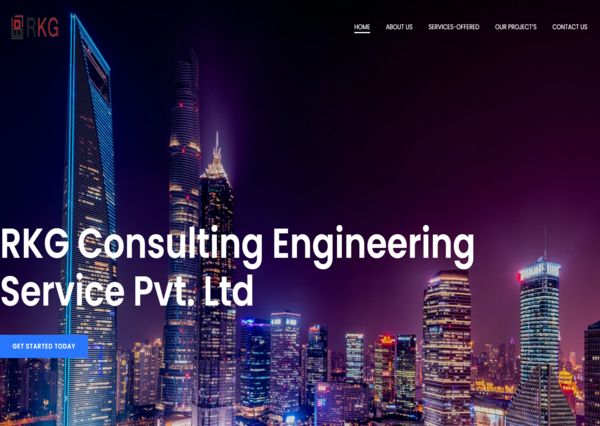 RKG
HOME ABOUT US SERVICES-OFFERED OUR PROJECT'S CONTACT US
RKG Consulting Engineering
Service Pvt. Ltd
GET STARTED TODAY